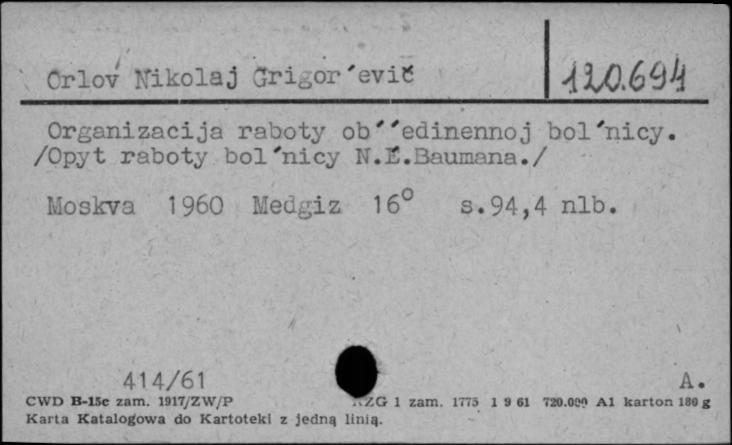 Orlov Nikolaj Grigor´evič
120.694
Organizacija raboty ob´´edinennoj bol´nicy.
/Opyt raboty bol´nicy N.É.Baumana./
Moskva 1960 Medgiz 16° s.94,4 nlb.
414/61
A.
CWD B-15c zam. 1917/ZW/P
ZG 1 zam. 1775 1 9 61 720.000 A1 karton 180 g
Karta Katalogowa do Kartoteki z jedną linią.